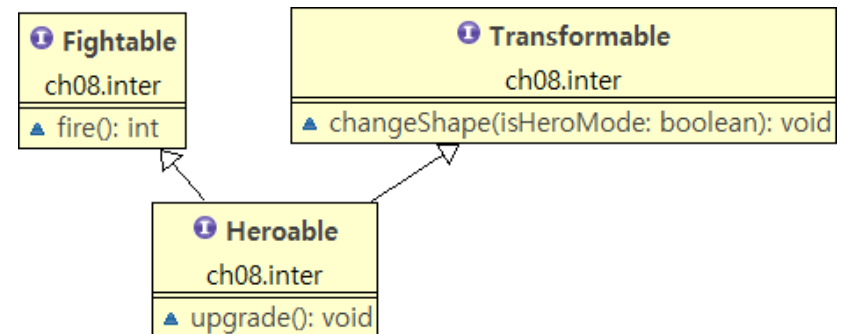 Fightable
ch08.inter
fire(): int
Transformable
ch08.inter
changeShape(isHeroMode: boolean): void
Heroable
ch08.inter
upgrade(): void